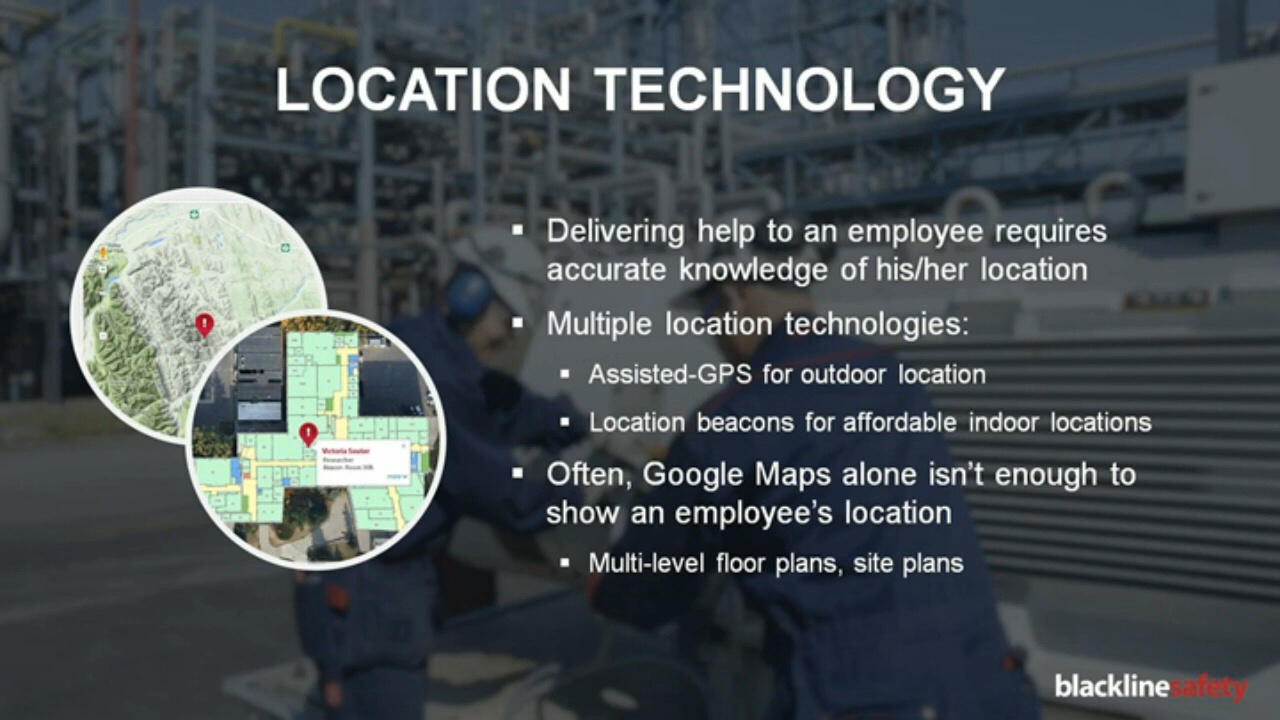 LOCATION TECHNOLOGY
▪ Delivering help to an employee requires
accurate knowledge of his/her location
▪ Multiple location technologies:
▪ Assisted-GPS for outdoor location
▪ Location beacons for affordable indoor locations
▪ Often, Google Maps alone isn't enough to
show an employee's location
▪ Multi-level floor plans, site plans
Victoria Souter
Researcher
blacklinesafety